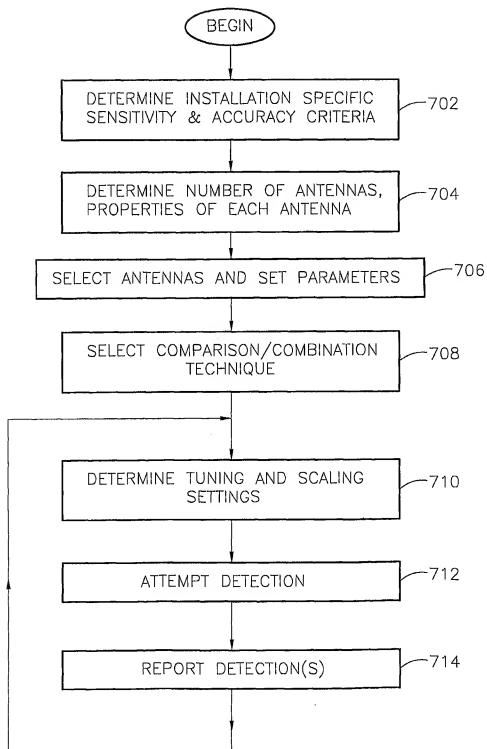 BEGIN
DETERMINE INSTALLATION SPECIFIC
SENSITIVITY & ACCURACY CRITERIA
702
DETERMINE NUMBER OF ANTENNAS,
PROPERTIES OF EACH ANTENNA
704
SELECT ANTENNAS AND SET PARAMETERS
706
SELECT COMPARISON/COMBINATION
TECHNIQUE
708
DETERMINE TUNING AND SCALING
SETTINGS
710
ATTEMPT DETECTION
712
REPORT DETECTION(S)
714